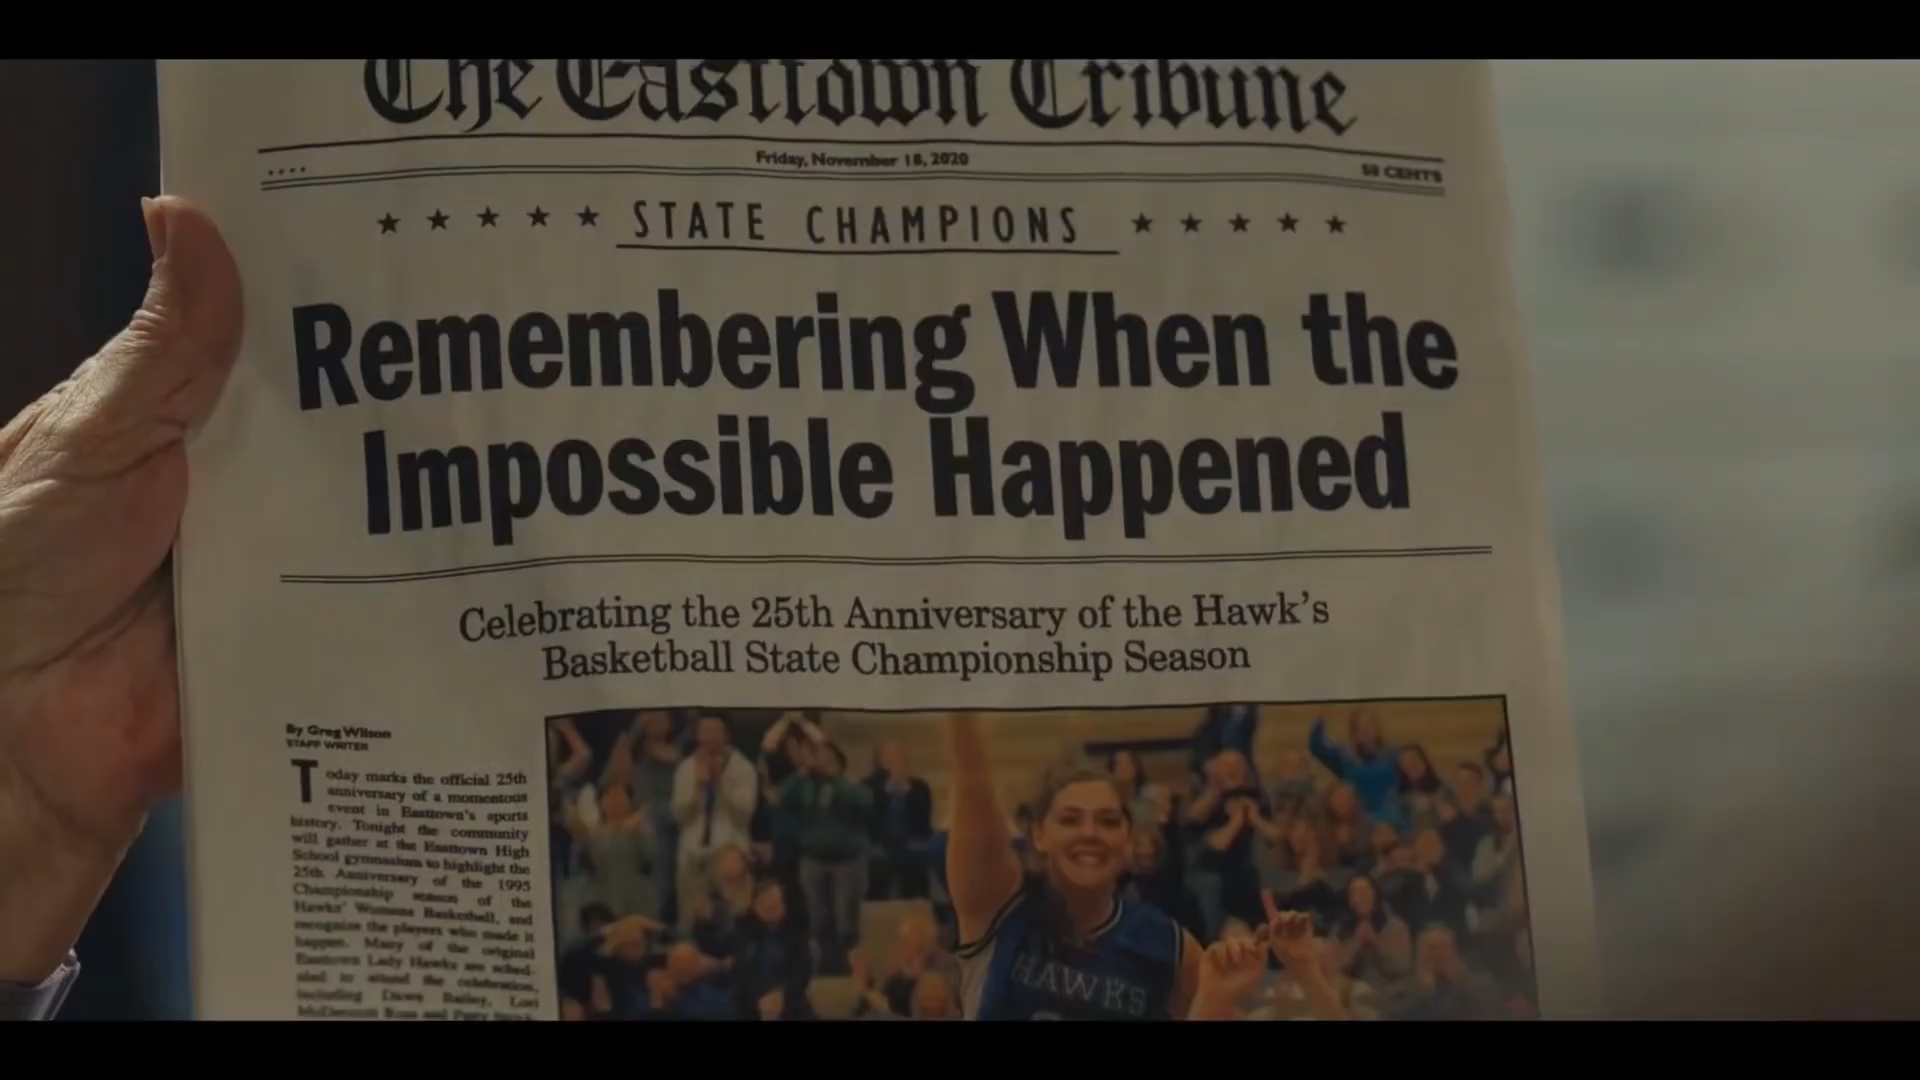 The Easttown Tribune
Friday, November 18, 2020
50 CENTS
STATE CHAMPIONS
Remembering When the
Impossible Happened
Celebrating the 25th Anniversary of the Hawk's
Basketball State Championship Season
By Greg Wilson
STAFF WRITER
Today marks the official 25th
anniversary of a momentous
event in Easttown's sports
history. Tonight the community
will gather at the Easttown High
School gymnasium to highlight the
25th Anniversary of the 1995
Championship season of the
Hawks' Womens Basketball, and
recognize the players who made it
happen. Many of the original
Easttown Lady Hawks are sched-
uled to attend the celebration,
including Dawn Bailey, Lori
Ross and
HAWKS